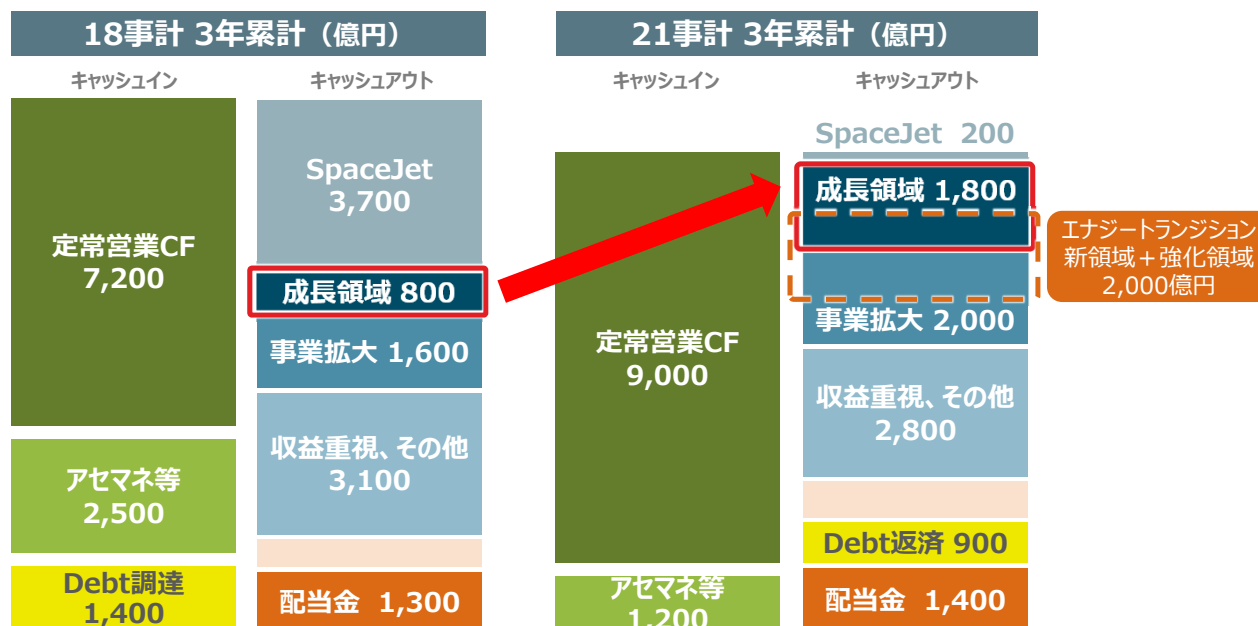 18事計 3年累計（億円）
キャッシュイン
キャッシュアウト
定常営業CF
7,200
アセマネ等
2,500
Debt調達
1,400
SpaceJet
3,700
成長領域 800
事業拡大 1,600
収益重視、その他
3,100
配当金 1,300
21事計 3年累計（億円）
キャッシュイン
キャッシュアウト
定常営業CF
9,000
アセマネ等
1,200
SpaceJet 200
成長領域 1,800
事業拡大 2,000
収益重視、その他
2,800
Debt返済 900
配当金 1,400
エナジートランジション
新領域＋強化領域
2,000億円